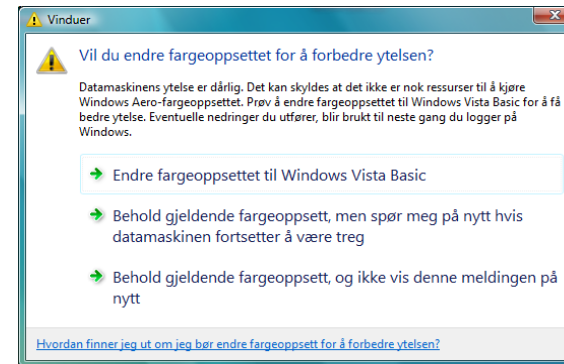 Vinduer
Vil du endre fargeoppsettet for å forbedre ytelsen?
Datamaskinens ytelse er dårlig. Det kan skyldes at det ikke er nok ressurser til å kjøre
Windows Aero-fargeoppsettet. Prøv å endre fargeoppsettet til Windows Vista Basic for å få
bedre ytelse. Eventuelle nedringer du utfører, blir brukt til neste gang du logger på
Windows.
Endre fargeoppsettet til Windows Vista Basic
Behold gjeldende fargeoppsett, men spør meg på nytt hvis
datamaskinen fortsetter å være treg
Behold gjeldende fargeoppsett, og ikke vis denne meldingen på
nytt
Hvordan finner jeg ut om jeg bør endre fargeoppsett for å forbedre ytelsen?